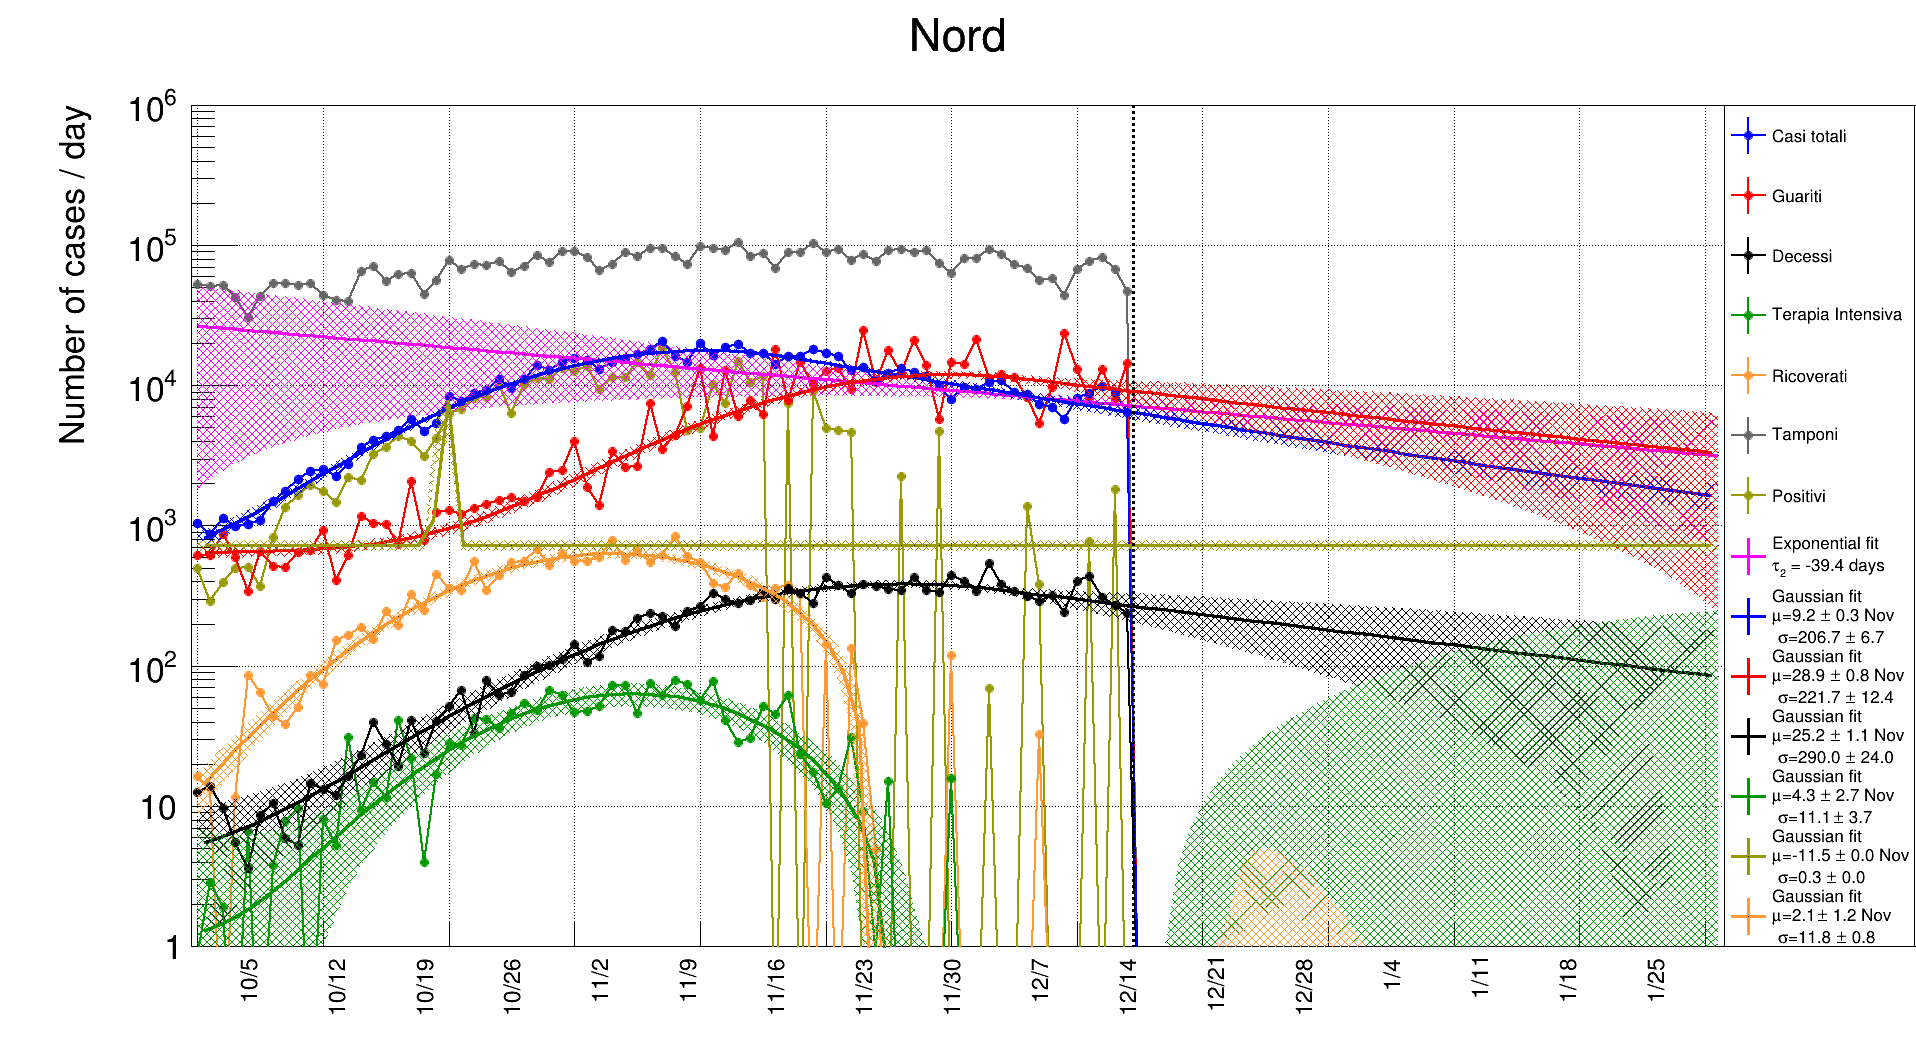 Nord
Number of cases / day
10^6
10^5
10^4
10^3
10^2
10
1
10/5
10/12
10/19
10/26
11/2
11/9
11/16
11/23
11/30
12/7
12/14
12/21
12/28
1/4
1/11
1/18
1/25
Casi totali
Guariti
Decessi
Terapia Intensiva
Ricoverati
Tamponi
Positivi
Exponential fit
τ_2 = -39.4 days
Gaussian fit
μ=9.2 ± 0.3 Nov
σ=206.7 ± 6.7
Gaussian fit
μ=28.9 ± 0.8 Nov
σ=221.7 ± 12.4
Gaussian fit
μ=25.2 ± 1.1 Nov
σ=290.0 ± 24.0
Gaussian fit
μ=4.3 ± 2.7 Nov
σ=11.1 ± 3.7
Gaussian fit
μ=-11.5 ± 0.0 Nov
σ=0.3 ± 0.0
Gaussian fit
μ=2.1 ± 1.2 Nov
σ=11.8 ± 0.8